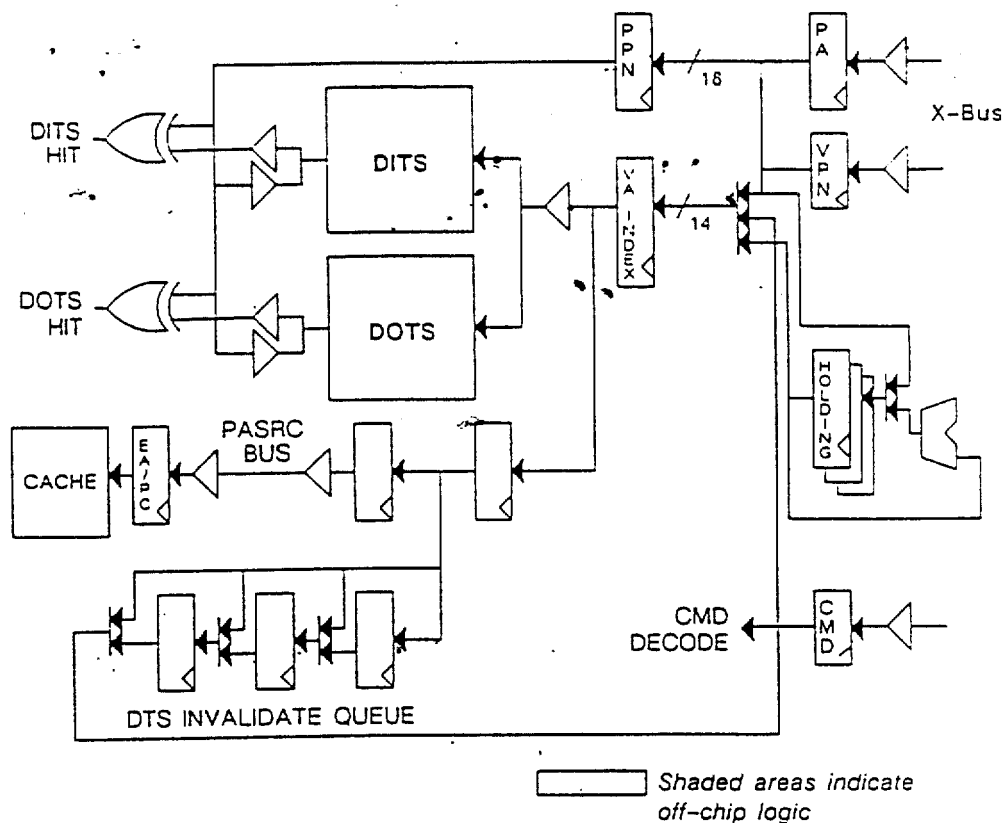 PPN
PA
18
X-Bus
DITS
HIT
DITS
VA INDEX
VPN
14
DOTS
HIT
DOTS
HOLDING
PASRC
BUS
CACHE
EA/PC
CMD
DECODE
CMD
DTS INVALIDATE QUEUE
Shaded areas indicate
off-chip logic